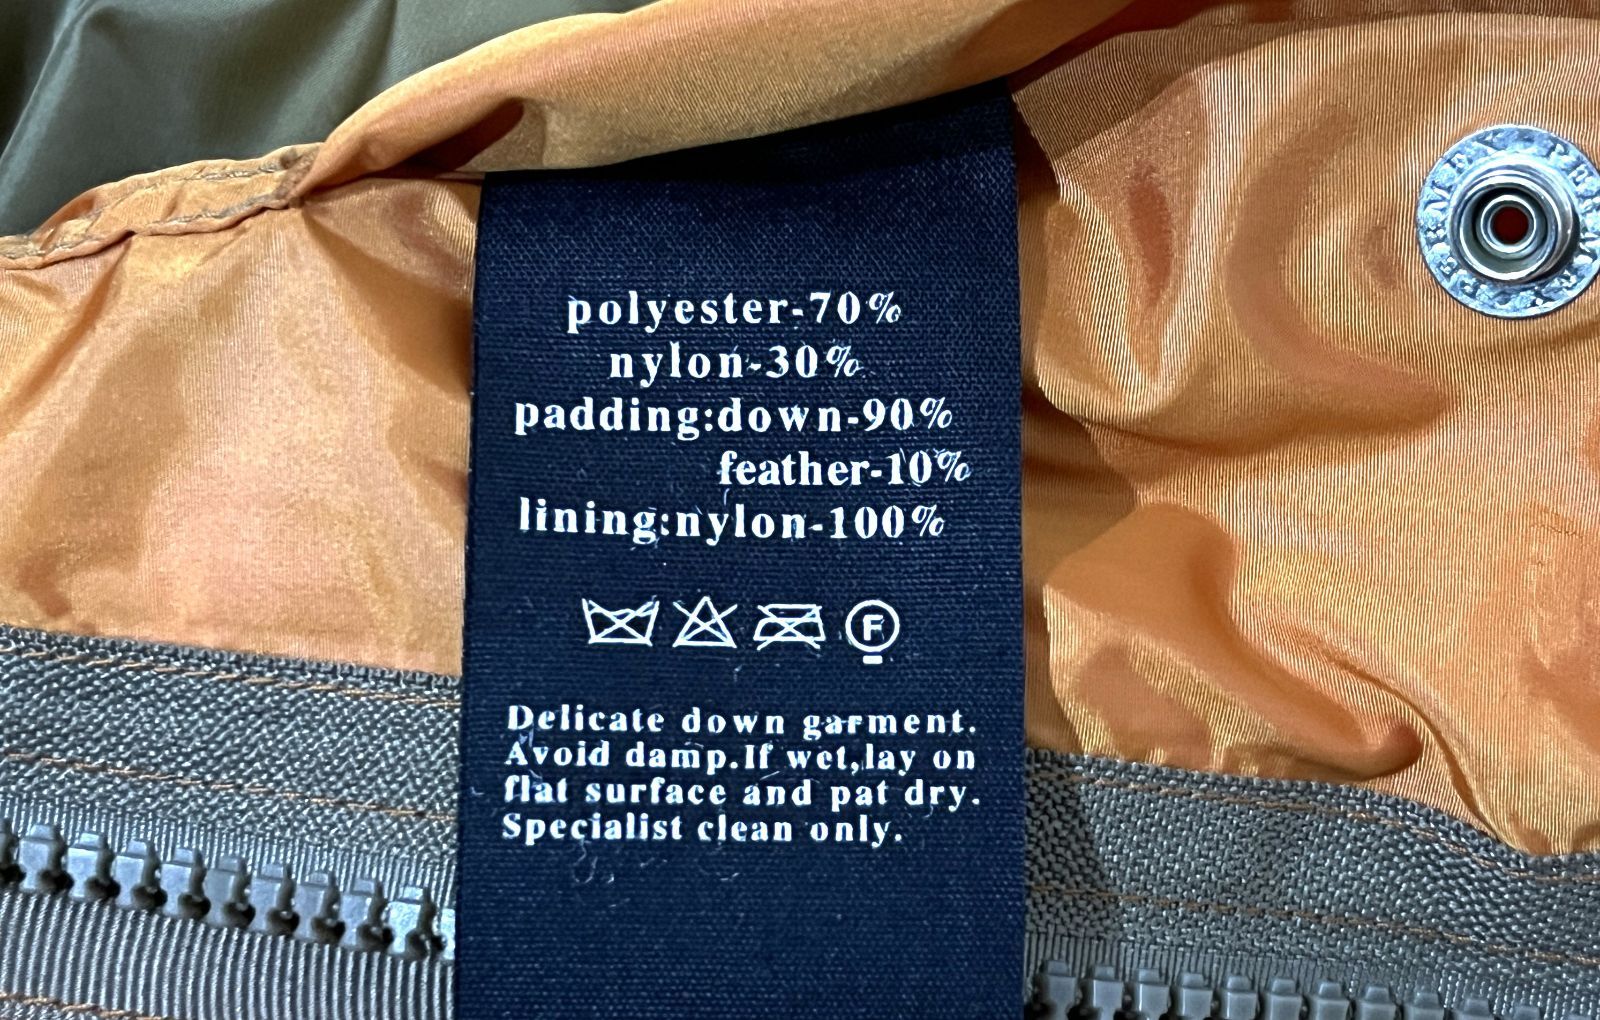 polyester-70%
nylon-30%
padding:down-90%
feather-10%
lining:nylon-100%
F
Delicate down garment.
Avoid damp.If wet,lay on
flat surface and pat dry.
Specialist clean only.